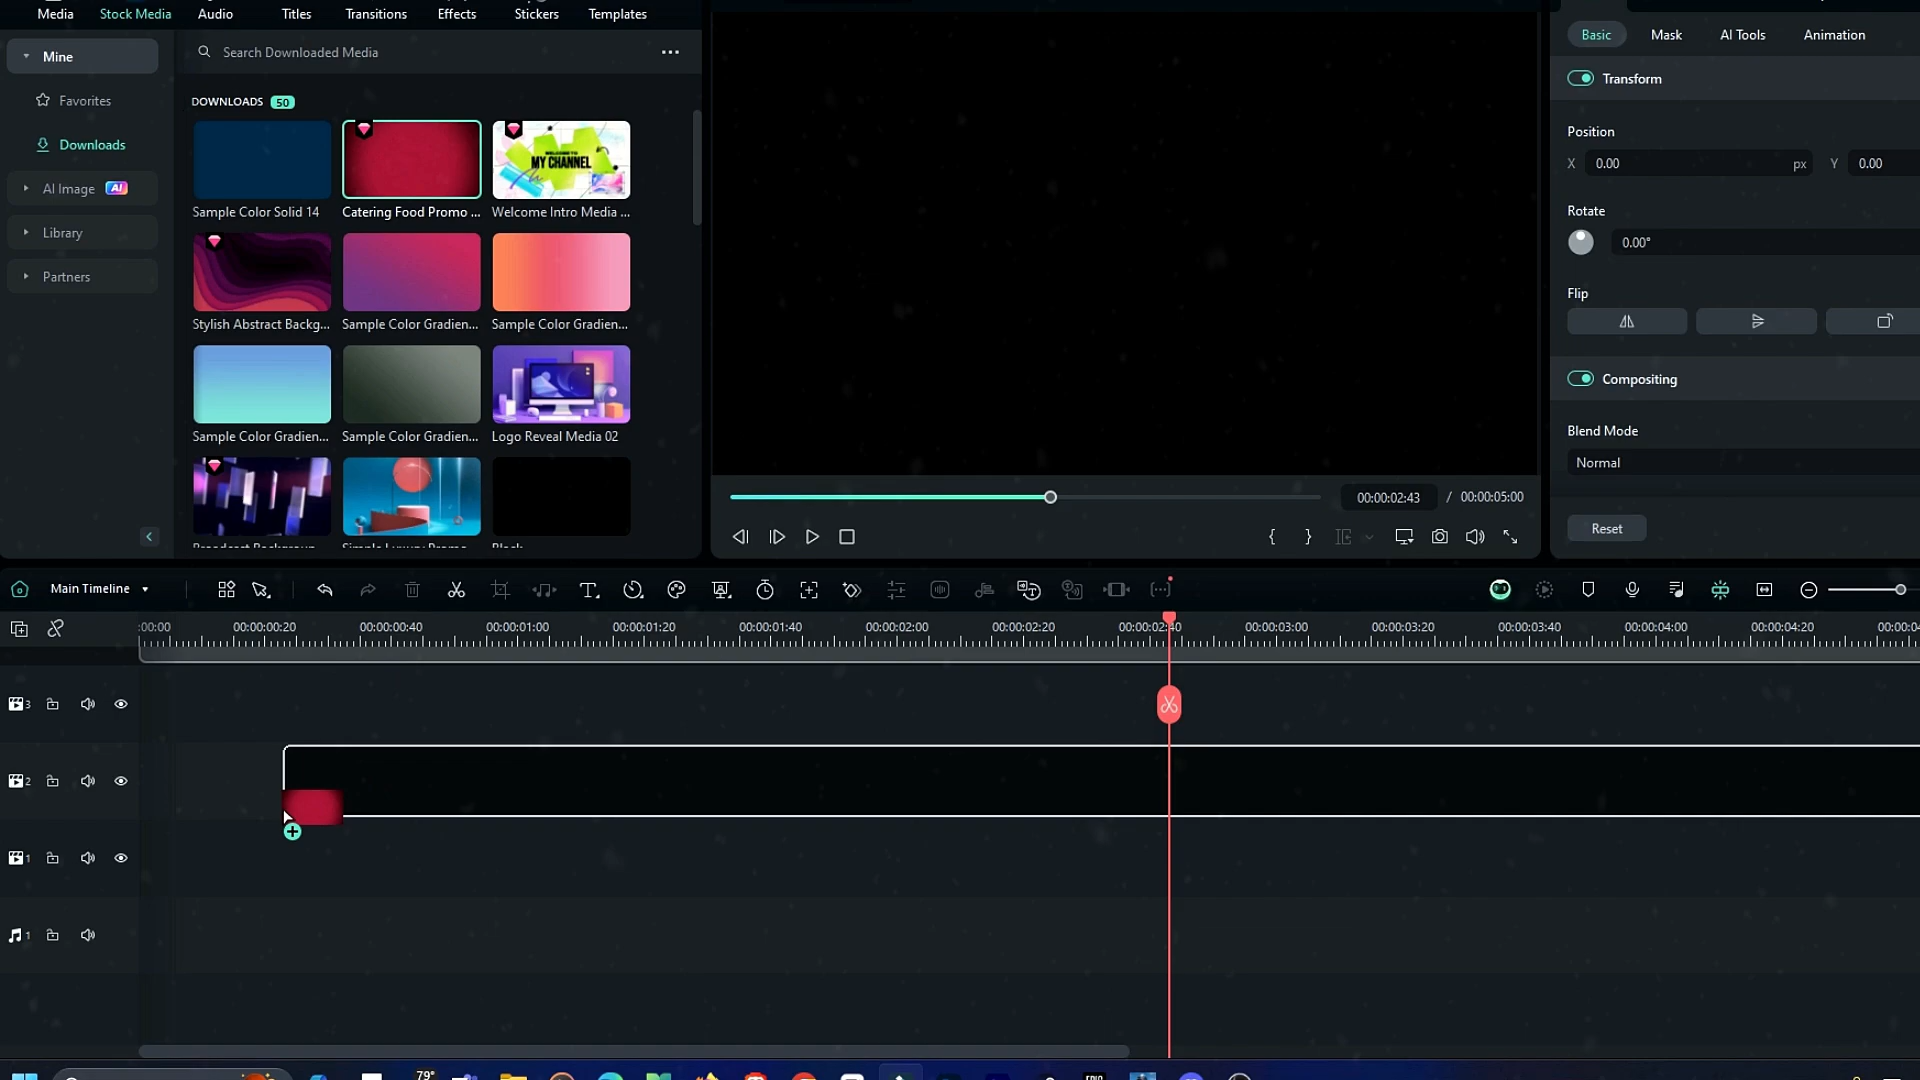 Media
Stock Media
Audio
Titles
Transitions
Effects
Stickers
Templates
Mine
Favorites
Downloads
AI Image AI
Library
Partners
Search Downloaded Media
DOWNLOADS 50
Sample Color Solid 14
Catering Food Promo ...
Welcome Intro Media ...
WELCOME TO
MY CHANNEL
Stylish Abstract Backg...
Sample Color Gradien...
Sample Color Gradien...
Sample Color Gradien...
Sample Color Gradien...
Logo Reveal Media 02
Broadcast Backgroun
Simple Luxury Promo
Black
00:00:02:43 / 00:00:05:00
Basic
Mask
AI Tools
Animation
Transform
Position
X 0.00 px Y 0.00
Rotate
0.00°
Flip
Compositing
Blend Mode
Normal
Reset
Main Timeline
:00:00
00:00:00:20
00:00:00:40
00:00:01:00
00:00:01:20
00:00:01:40
00:00:02:00
00:00:02:20
00:00:02:40
00:00:03:00
00:00:03:20
00:00:03:40
00:00:04:00
00:00:04:20
00:00:04
3
2
1
1
79°
EPIC